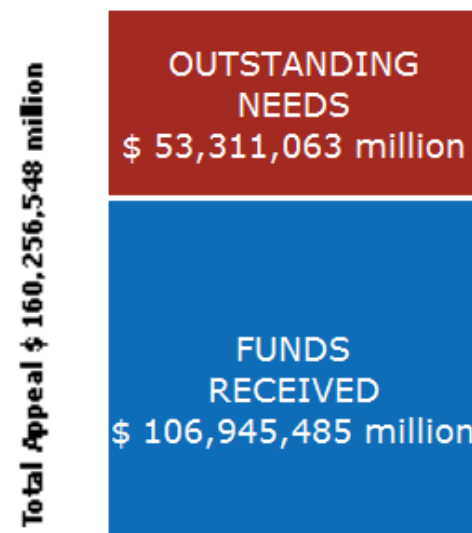 Total Appeal $ 160,256,548 million
OUTSTANDING
NEEDS
$ 53,311,063 million
FUNDS
RECEIVED
$ 106,945,485 million